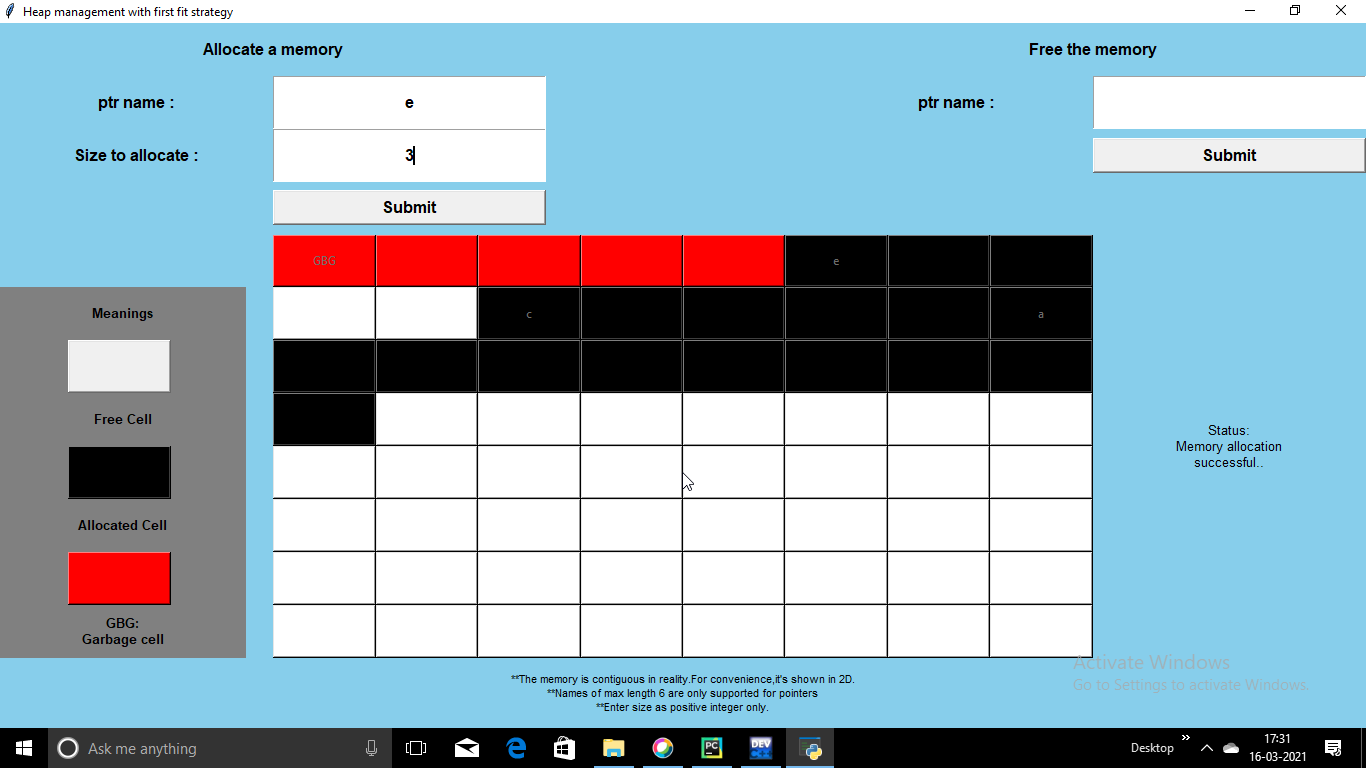 Heap management with first fit strategy
Allocate a memory
Free the memory
ptr name :
e
ptr name :
Size to allocate :
3
Submit
Submit
GBG
e
c
a
Meanings
Free Cell
Allocated Cell
GBG:
Garbage cell
Status:
Memory allocation
successful..
**The memory is contiguous in reality.For convenience,it's shown in 2D.
**Names of max length 6 are only supported for pointers
**Enter size as positive integer only.
Activate Windows
Go to Settings to activate Windows.
Ask me anything
PC
DEV
Desktop
17:31
16-03-2021